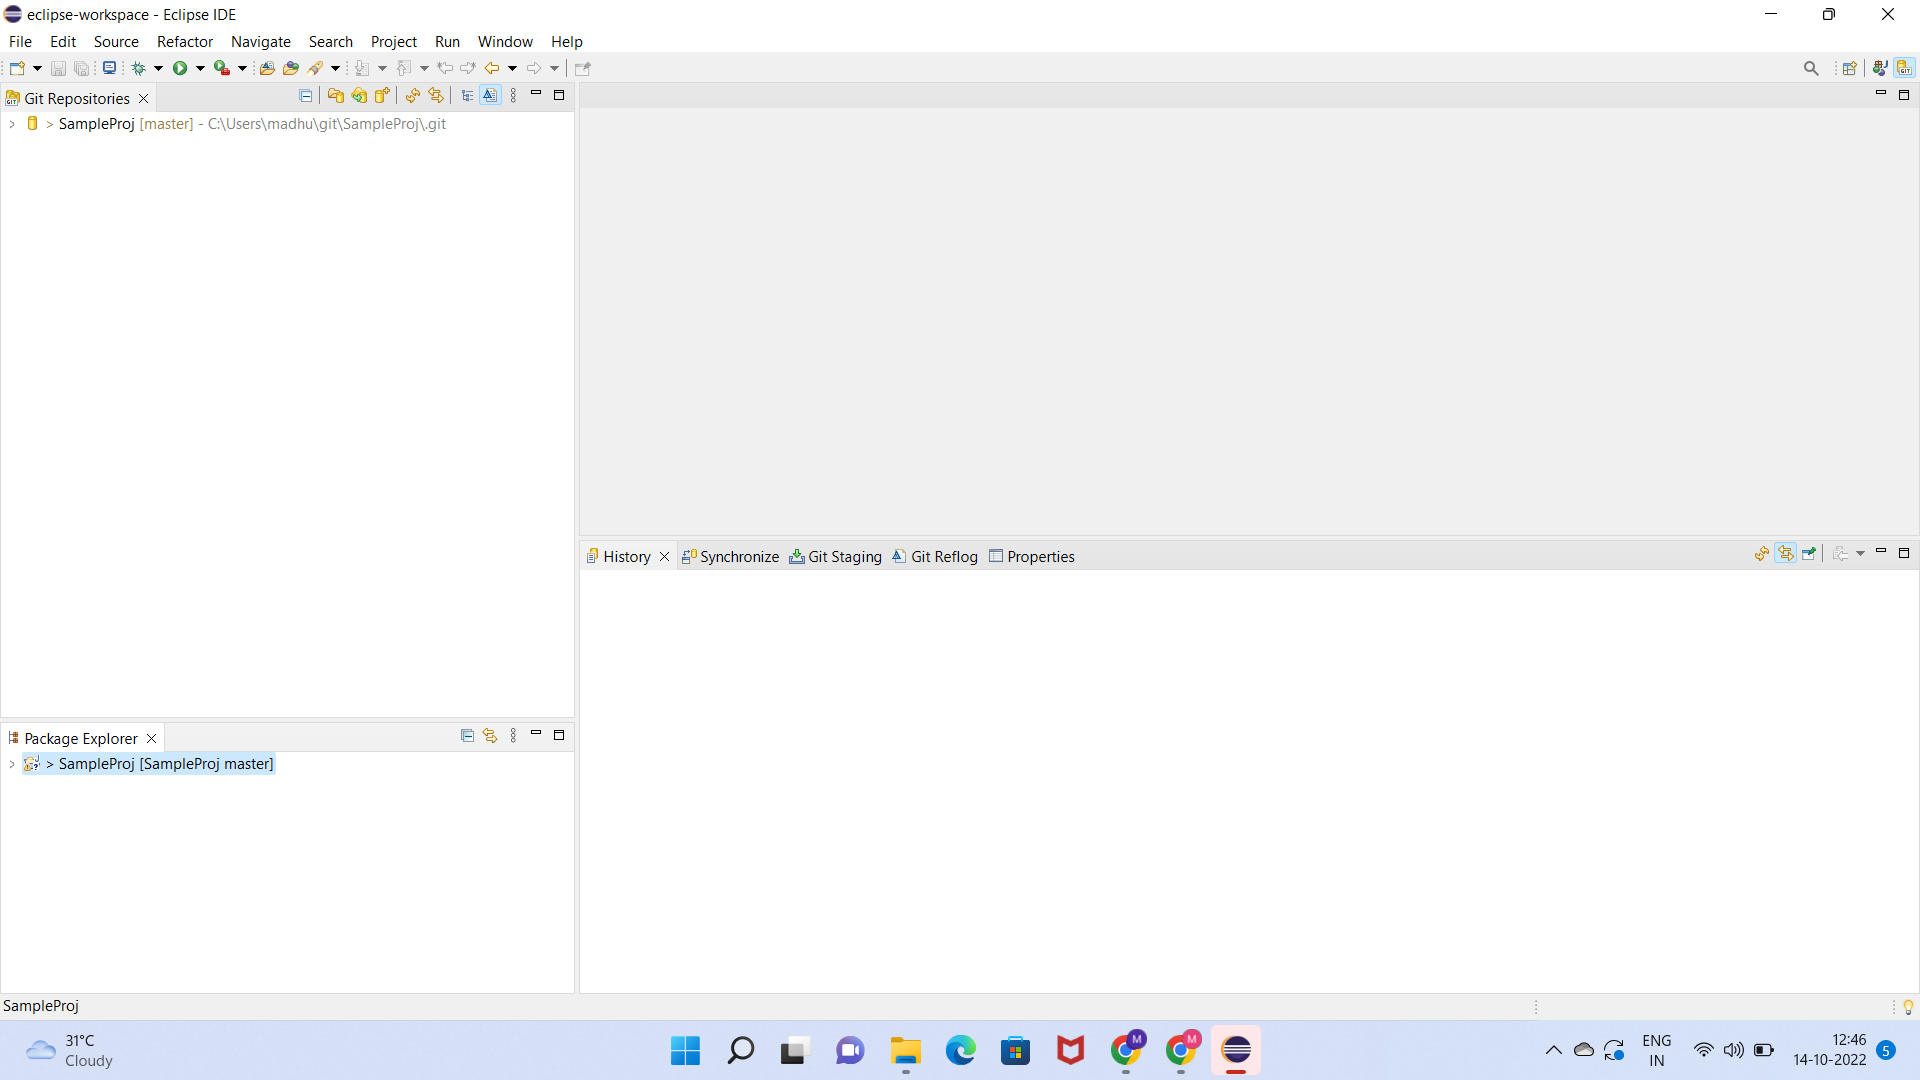 eclipse-workspace - Eclipse IDE
File Edit Source Refactor Navigate Search Project Run Window Help
Git Repositories
> SampleProj [master] - C:\Users\madhu\git\SampleProj\.git
History Synchronize Git Staging Git Reflog Properties
Package Explorer
> SampleProj [SampleProj master]
SampleProj
31°C
Cloudy
M
M
ENG
IN
12:46
14-10-2022
5